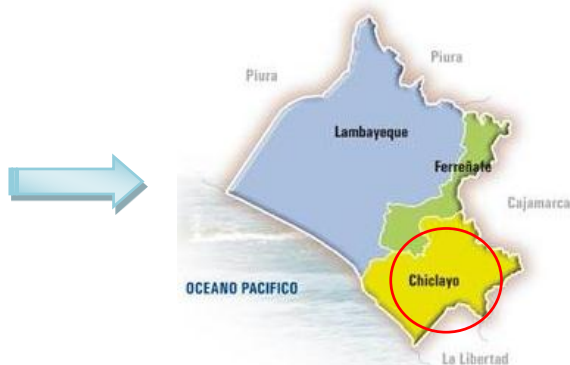 Piura
Piura
Lambayeque
Ferreñafe
Cajamarca
Chiclayo
OCEANO PACIFICO
La Libertad